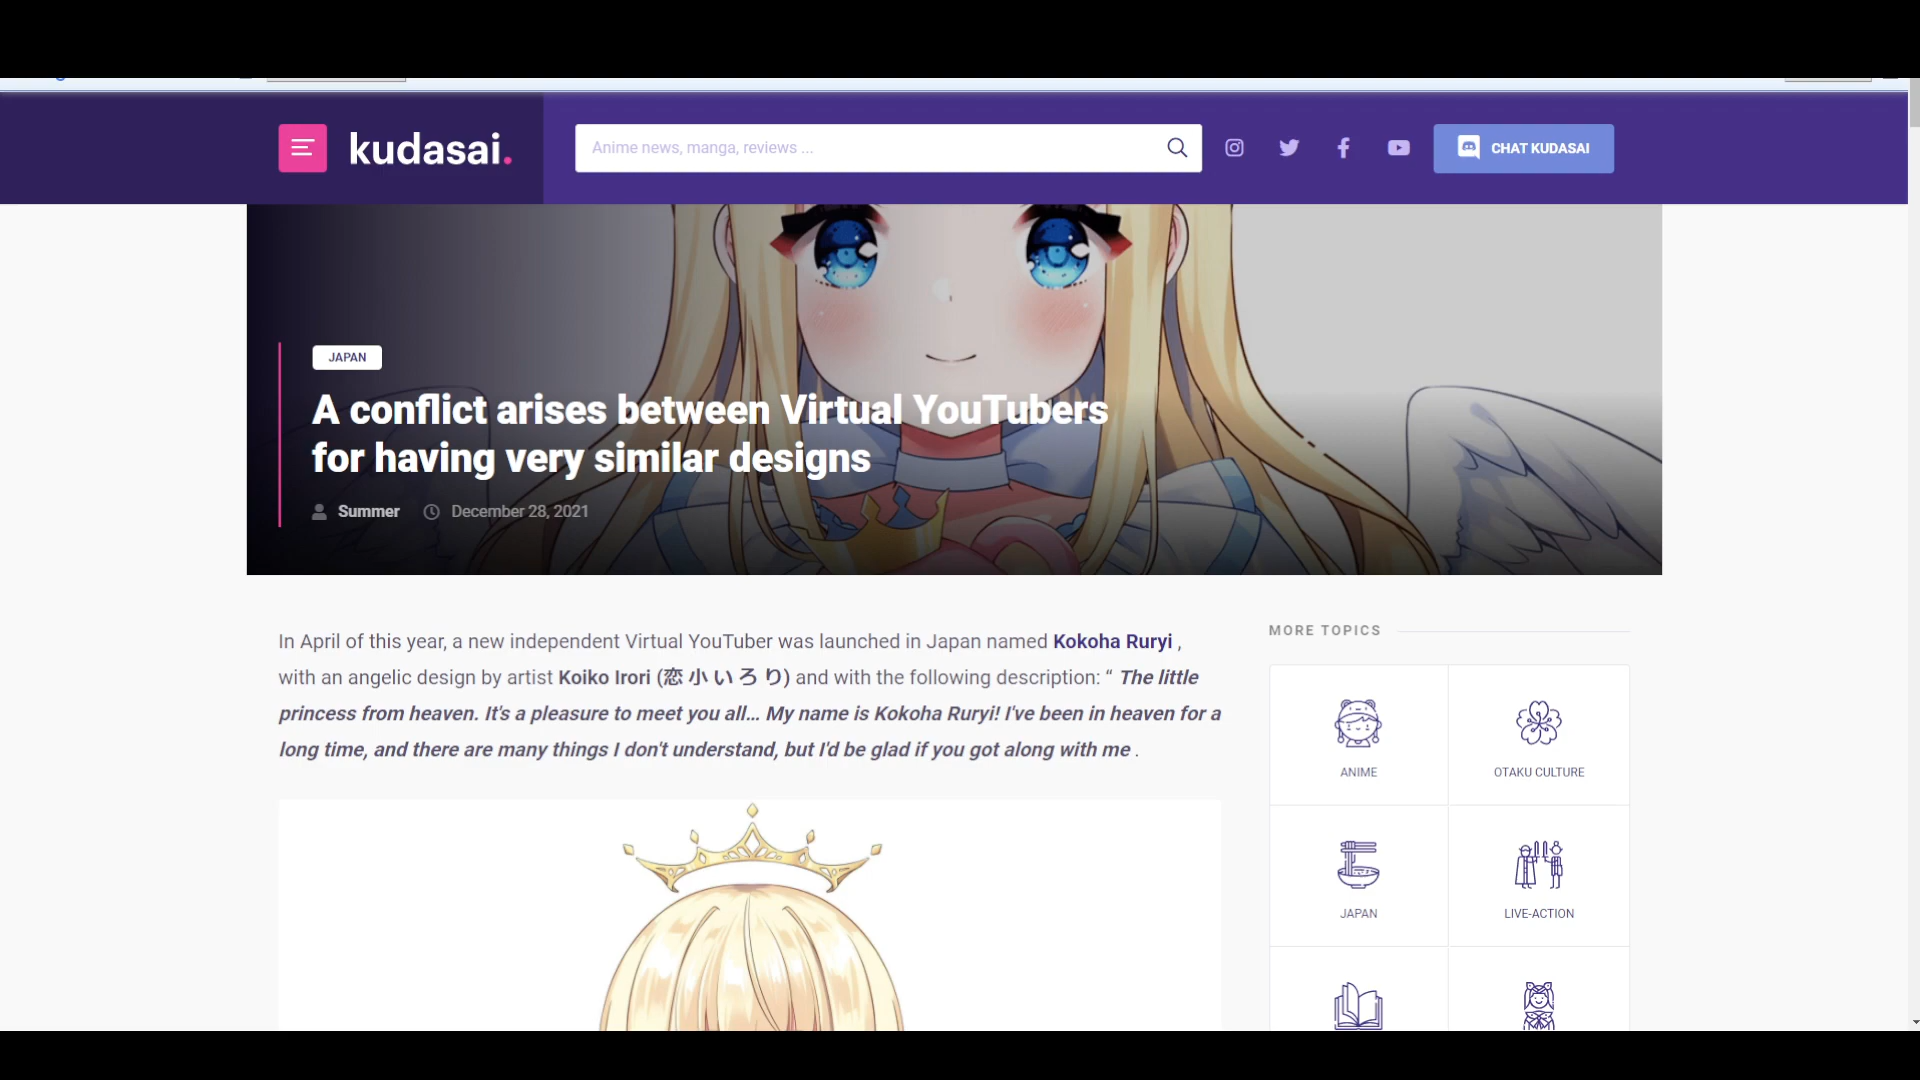 kudasai.
Anime news, manga, reviews ...
CHAT KUDASAI
JAPAN
A conflict arises between Virtual YouTubers
for having very similar designs
Summer December 28, 2021
In April of this year, a new independent Virtual YouTuber was launched in Japan named Kokoha Ruryi ,
with an angelic design by artist Koiko Irori (恋 小 い ろ り) and with the following description: “ The little
princess from heaven. It's a pleasure to meet you all... My name is Kokoha Ruryi! I've been in heaven for a
long time, and there are many things I don't understand, but I'd be glad if you got along with me .
MORE TOPICS
ANIME
OTAKU CULTURE
JAPAN
LIVE-ACTION